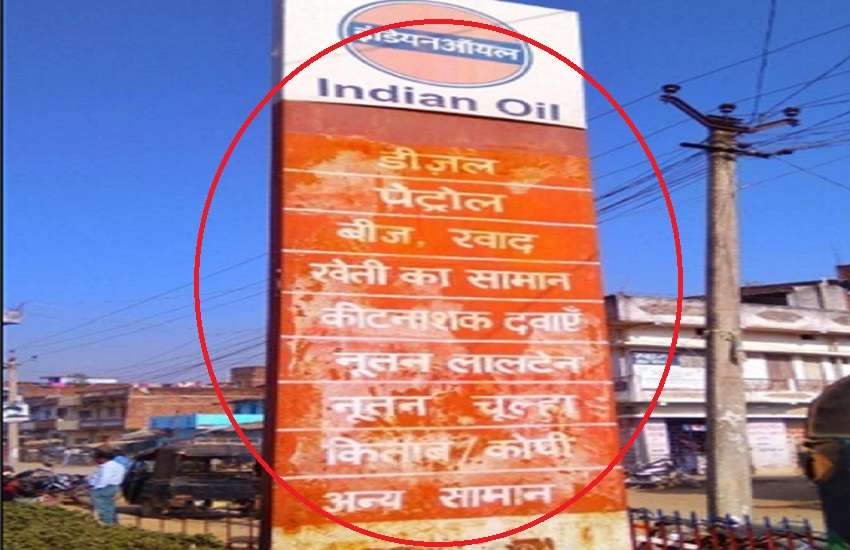 इंडियनऑयल
Indian Oil
डीज़ल
पेट्रोल
बीज, खाद
खेती का सामान
कीटनाशक दवाएँ
नूतन लालटेन
नूतन चूल्हा
किताब / कॉपी
अन्य सामान